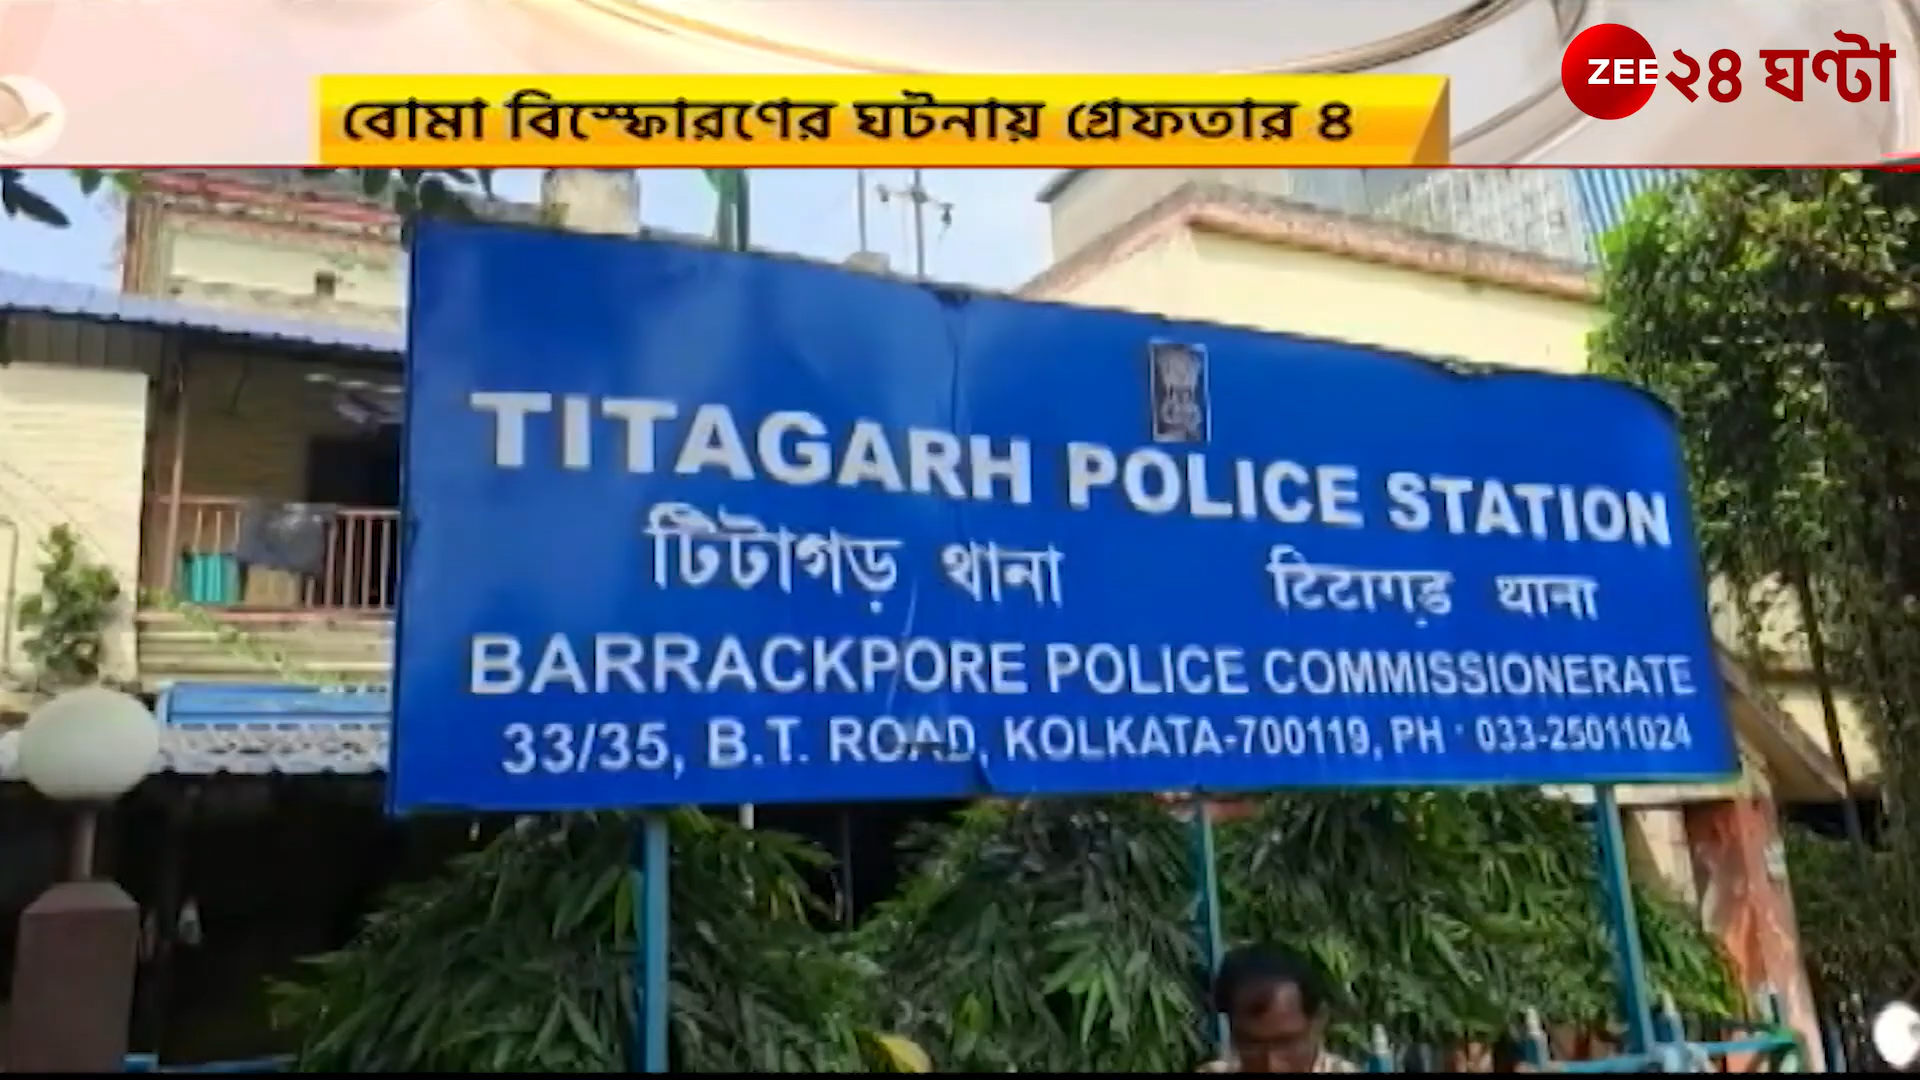 ZEE ২৪ ঘণ্টা
বোমা বিস্ফোরণের ঘটনায় গ্রেফতার ৪
TITAGARH POLICE STATION
টিটাগড় থানা टिटागड़ थाना
BARRACKPORE POLICE COMMISSIONERATE
33/35, B.T. ROAD, KOLKATA-700119, PH : 033-25011024